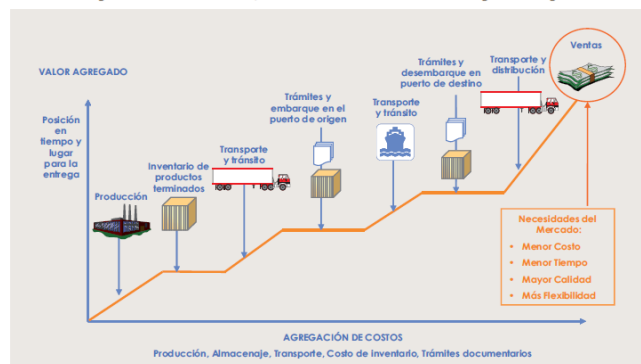 VALOR AGREGADO
Posición
en
tiempo y
lugar
para la
entrega
Producción
Inventario de
productos
terminados
Transporte
y tránsito
Trámites y
embarque en el
puerto de origen
Transporte
y tránsito
Trámites y
desembarque en
puerto de destino
Transporte y
distribución
Ventas
Necesidades del
Mercado:
• Menor Costo
• Menor Tiempo
• Mayor Calidad
• Más Flexibilidad
AGREGACIÓN DE COSTOS
Producción, Almacenaje, Transporte, Costo de inventario, Trámites documentarios